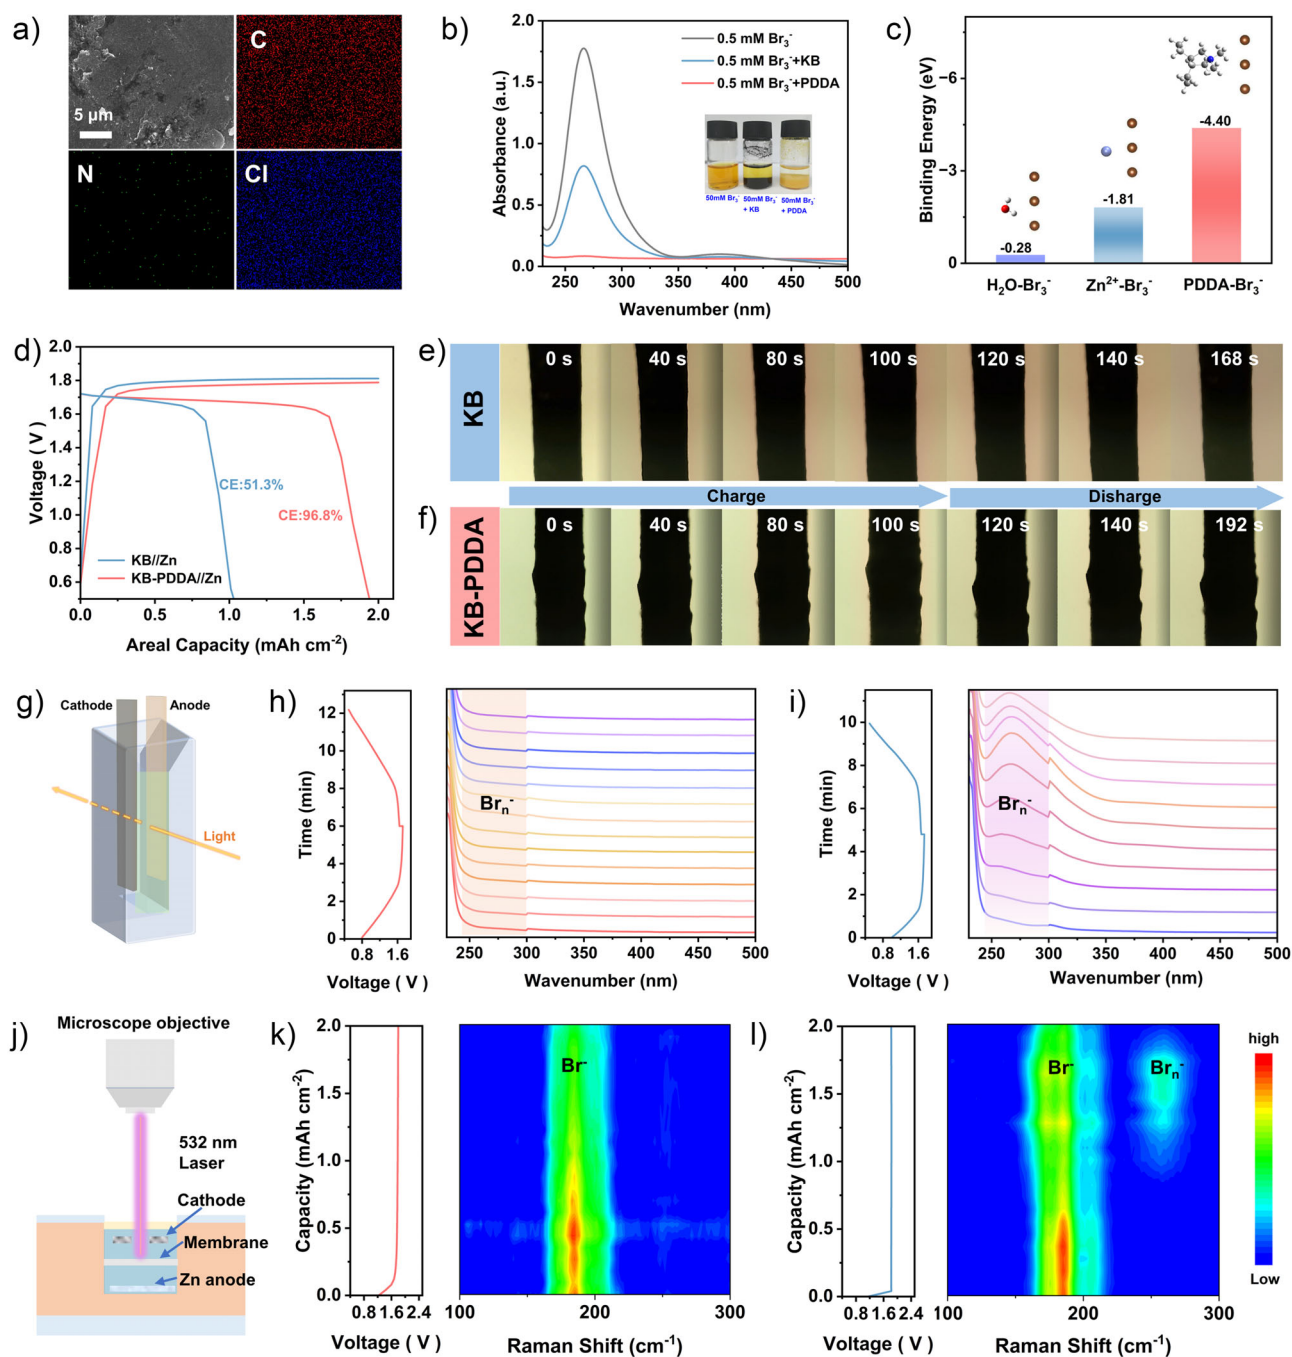 a)
C
5 μm
N
Cl
b)
2.0
1.5
1.0
0.5
0.0
Absorbance (a.u.)
0.5 mM Br₃⁻
0.5 mM Br₃⁻+KB
0.5 mM Br₃⁻+PDDA
50mM Br₃⁻
50mM Br₃⁻
+ KB
50mM Br₃⁻
+ PDDA
250 300 350 400 450 500
Wavenumber (nm)
c)
Binding Energy (eV)
-6
-3
0
-0.28
-1.81
-4.40
H₂O-Br₃⁻
Zn²⁺-Br₃⁻
PDDA-Br₃⁻
d)
2.0
1.8
1.6
1.4
1.2
1.0
0.8
0.6
Voltage ( V )
CE:51.3%
CE:96.8%
KB//Zn
KB-PDDA//Zn
0.0 0.5 1.0 1.5 2.0
Areal Capacity (mAh cm⁻²)
e)
KB
0 s 40 s 80 s 100 s 120 s 140 s 168 s
Charge
Disharge
f)
KB-PDDA
0 s 40 s 80 s 100 s 120 s 140 s 192 s
g)
Cathode
Anode
Light
h)
12
10
8
6
4
2
0
Time (min)
0.8 1.6
Voltage ( V )
Brₙ⁻
250 300 350 400 450 500
Wavenumber (nm)
i)
10
8
6
4
2
0
Time (min)
0.8 1.6
Voltage ( V )
Brₙ⁻
250 300 350 400 450 500
Wavenumber (nm)
j)
Microscope objective
532 nm
Laser
Cathode
Membrane
Zn anode
k)
2.0
1.5
1.0
0.5
0.0
Capacity (mAh cm⁻²)
0.8 1.6 2.4
Voltage ( V )
Br⁻
100 200 300
Raman Shift (cm⁻¹)
l)
2.0
1.5
1.0
0.5
0.0
Capacity (mAh cm⁻²)
0.8 1.6 2.4
Voltage ( V )
Br⁻
Brₙ⁻
100 200 300
Raman Shift (cm⁻¹)
high
Low